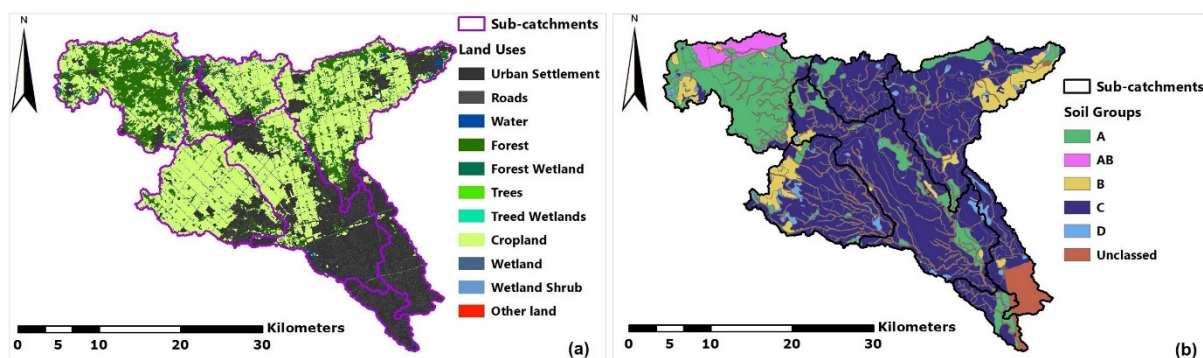 N
Sub-catchments
Land Uses
Urban Settlement
Roads
Water
Forest
Forest Wetland
Trees
Treed Wetlands
Cropland
Wetland
Wetland Shrub
Other land
Kilometers
0 5 10 20 30
(a)
N
Sub-catchments
Soil Groups
A
AB
B
C
D
Unclassed
Kilometers
0 5 10 20 30
(b)